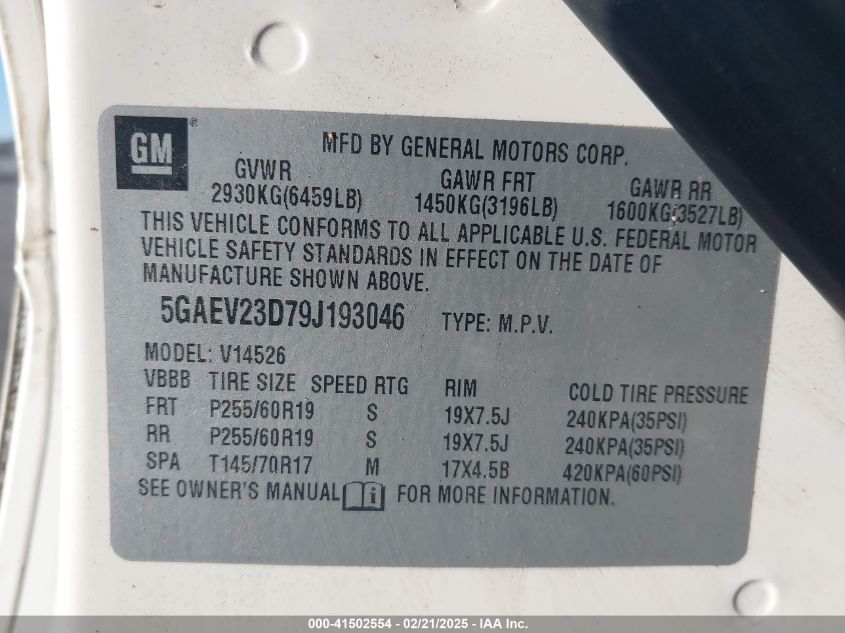 GM ®
MFD BY GENERAL MOTORS CORP.
GVWR GAWR FRT GAWR RR
2930KG(6459LB) 1450KG(3196LB) 1600KG(3527LB)
THIS VEHICLE CONFORMS TO ALL APPLICABLE U.S. FEDERAL MOTOR
VEHICLE SAFETY STANDARDS IN EFFECT ON THE DATE OF
MANUFACTURE SHOWN ABOVE.
5GAEV23D79J193046 TYPE: M.P.V.
MODEL: V14526
VBBB TIRE SIZE SPEED RTG RIM COLD TIRE PRESSURE
FRT P255/60R19 S 19X7.5J 240KPA(35PSI)
RR P255/60R19 S 19X7.5J 240KPA(35PSI)
SPA T145/70R17 M 17X4.5B 420KPA(60PSI)
SEE OWNER'S MANUAL i FOR MORE INFORMATION.
000-41502554 - 02/21/2025 - IAA Inc.